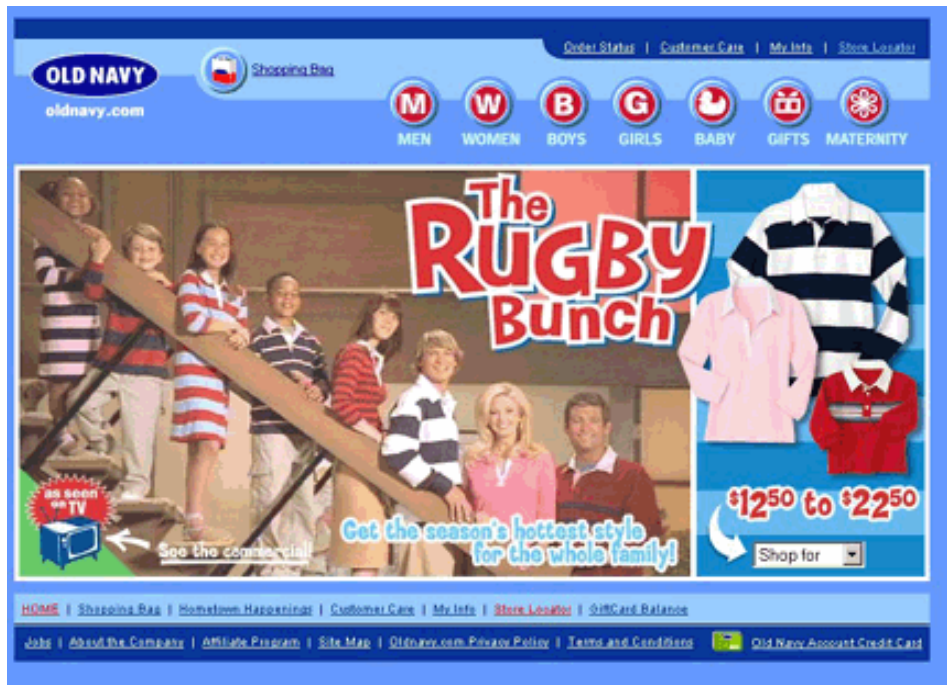 Order Status | Customer Care | My Info | Store Locator
OLD NAVY
oldnavy.com
Shopping Bag
M W B G
MEN WOMEN BOYS GIRLS BABY GIFTS MATERNITY
The
RUGBY
Bunch
as seen
on TV
See the commercial!
Get the season's hottest style
for the whole family!
$1250 to $2250
Shop for
HOME | Shopping Bag | Hometown Happenings | Customer Care | My Info | Store Locator | GiftCard Balance
Jobs | About the Company | Affiliate Program | Site Map | Oldnavy.com Privacy Policy | Terms and Conditions Old Navy Account Credit Card